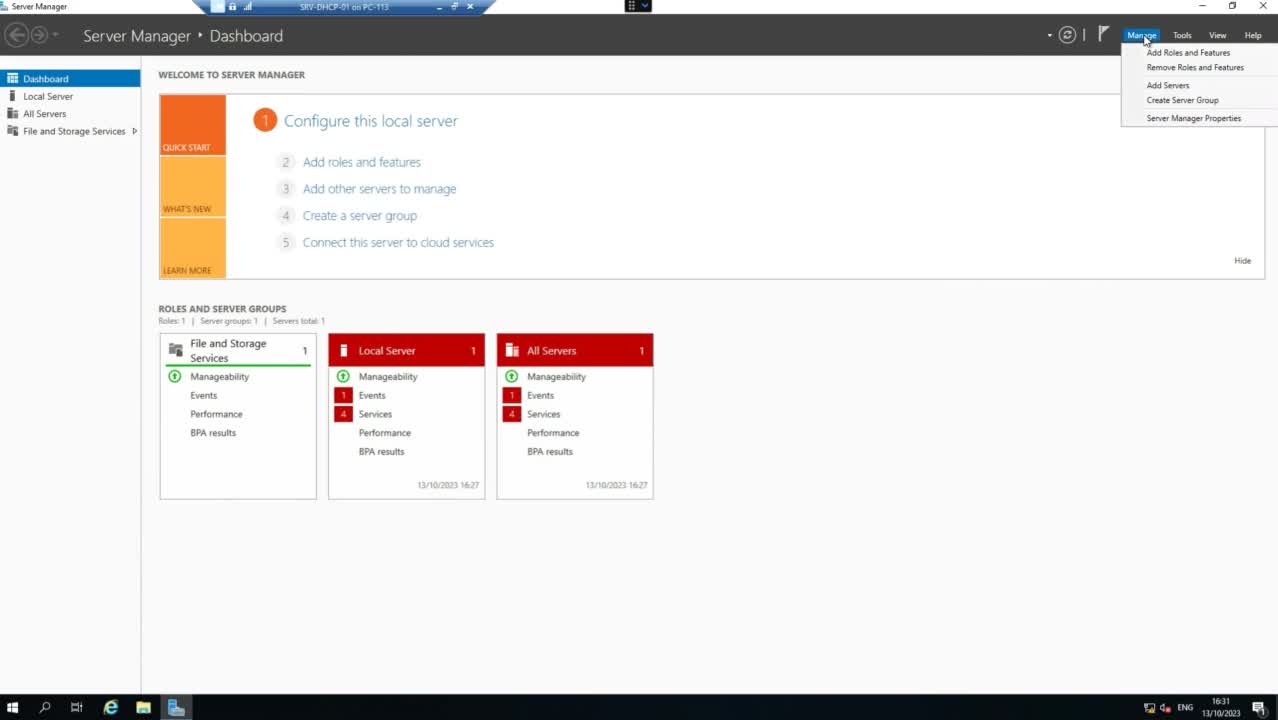 Server Manager
SRV-DHCP-01 on PC-113
Server Manager • Dashboard
Manage Tools View Help
Add Roles and Features
Remove Roles and Features
Add Servers
Create Server Group
Server Manager Properties
Dashboard
Local Server
All Servers
File and Storage Services
WELCOME TO SERVER MANAGER
QUICK START
WHAT'S NEW
LEARN MORE
1 Configure this local server
2 Add roles and features
3 Add other servers to manage
4 Create a server group
5 Connect this server to cloud services
Hide
ROLES AND SERVER GROUPS
Roles: 1 | Server groups: 1 | Servers total: 1
File and Storage
Services 1
Manageability
Events
Performance
BPA results
Local Server 1
Manageability
1 Events
4 Services
Performance
BPA results
13/10/2023 16:27
All Servers 1
Manageability
1 Events
4 Services
Performance
BPA results
13/10/2023 16:27
ENG
16:31
13/10/2023
1